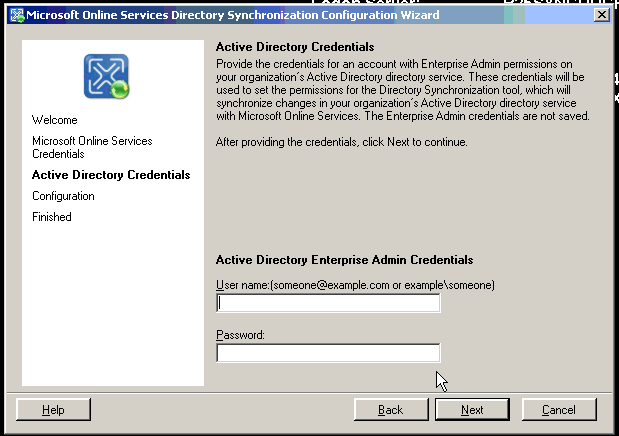 Microsoft Online Services Directory Synchronization Configuration Wizard
Active Directory Credentials
Provide the credentials for an account with Enterprise Admin permissions on
your organization's Active Directory directory service. These credentials will be
used to set the permissions for the Directory Synchronization tool, which will
synchronize changes in your organization's Active Directory directory service
with Microsoft Online Services. The Enterprise Admin credentials are not saved.
After providing the credentials, click Next to continue.
Welcome
Microsoft Online Services
Credentials
Active Directory Credentials
Configuration
Finished
Active Directory Enterprise Admin Credentials
User name:(someone@example.com or example\someone)
Password:
Help
Back
Next
Cancel